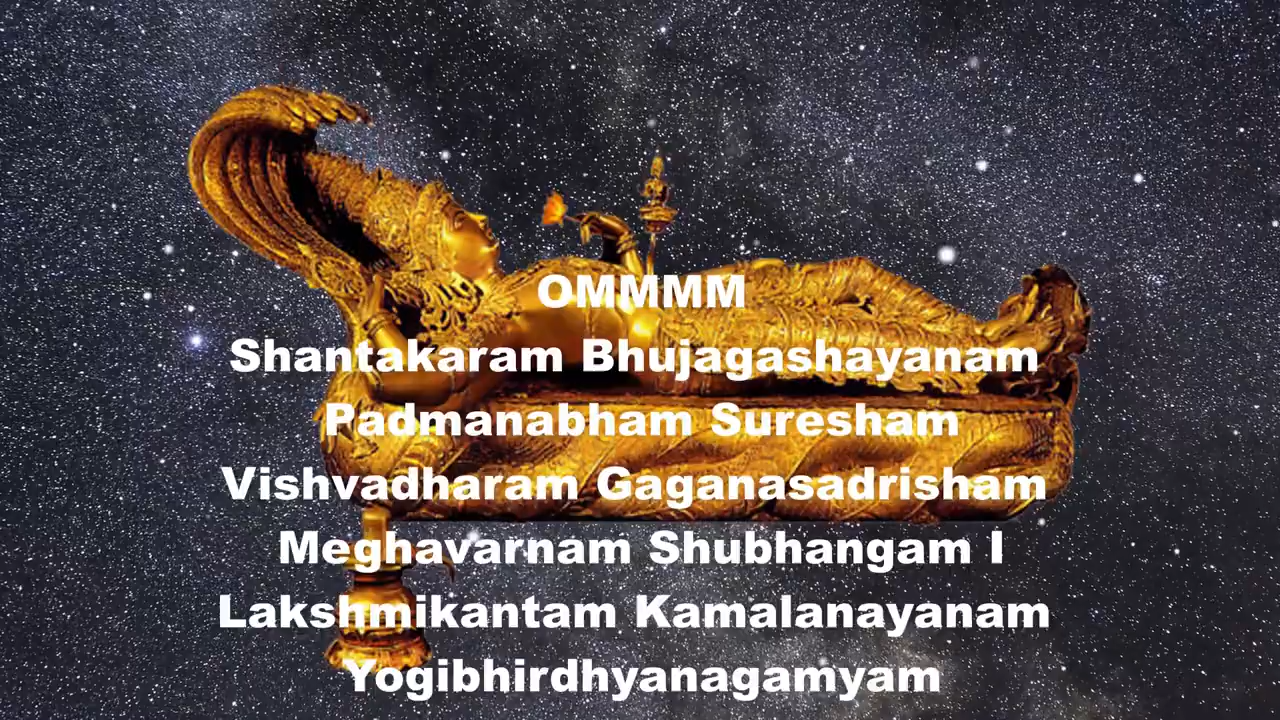 OMMMM
Shantakaram Bhujagashayanam
Padmanabham Suresham
Vishvadharam Gaganasadrisham
Meghavarnam Shubhangam I
Lakshmikantam Kamalanayanam
Yogibhirdhyanagamyam